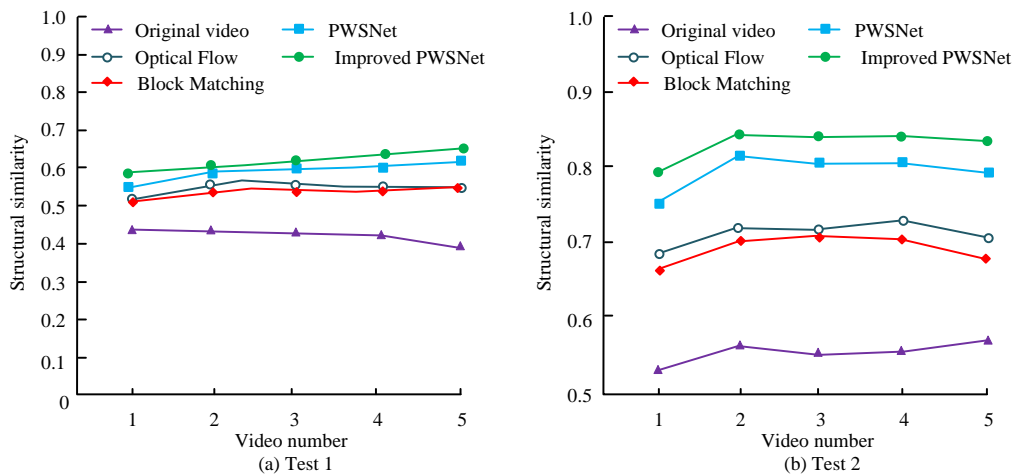 1.0
0.9
0.8
0.7
0.6
0.5
0.4
0.3
0.2
0.1
0
Structural similarity
Original video
PWSNet
Optical Flow
Improved PWSNet
Block Matching
1 2 3 4 5
Video number
(a) Test 1
1.0
0.9
0.8
0.7
0.6
0.5
Structural similarity
Original video
PWSNet
Optical Flow
Improved PWSNet
Block Matching
1 2 3 4 5
Video number
(b) Test 2